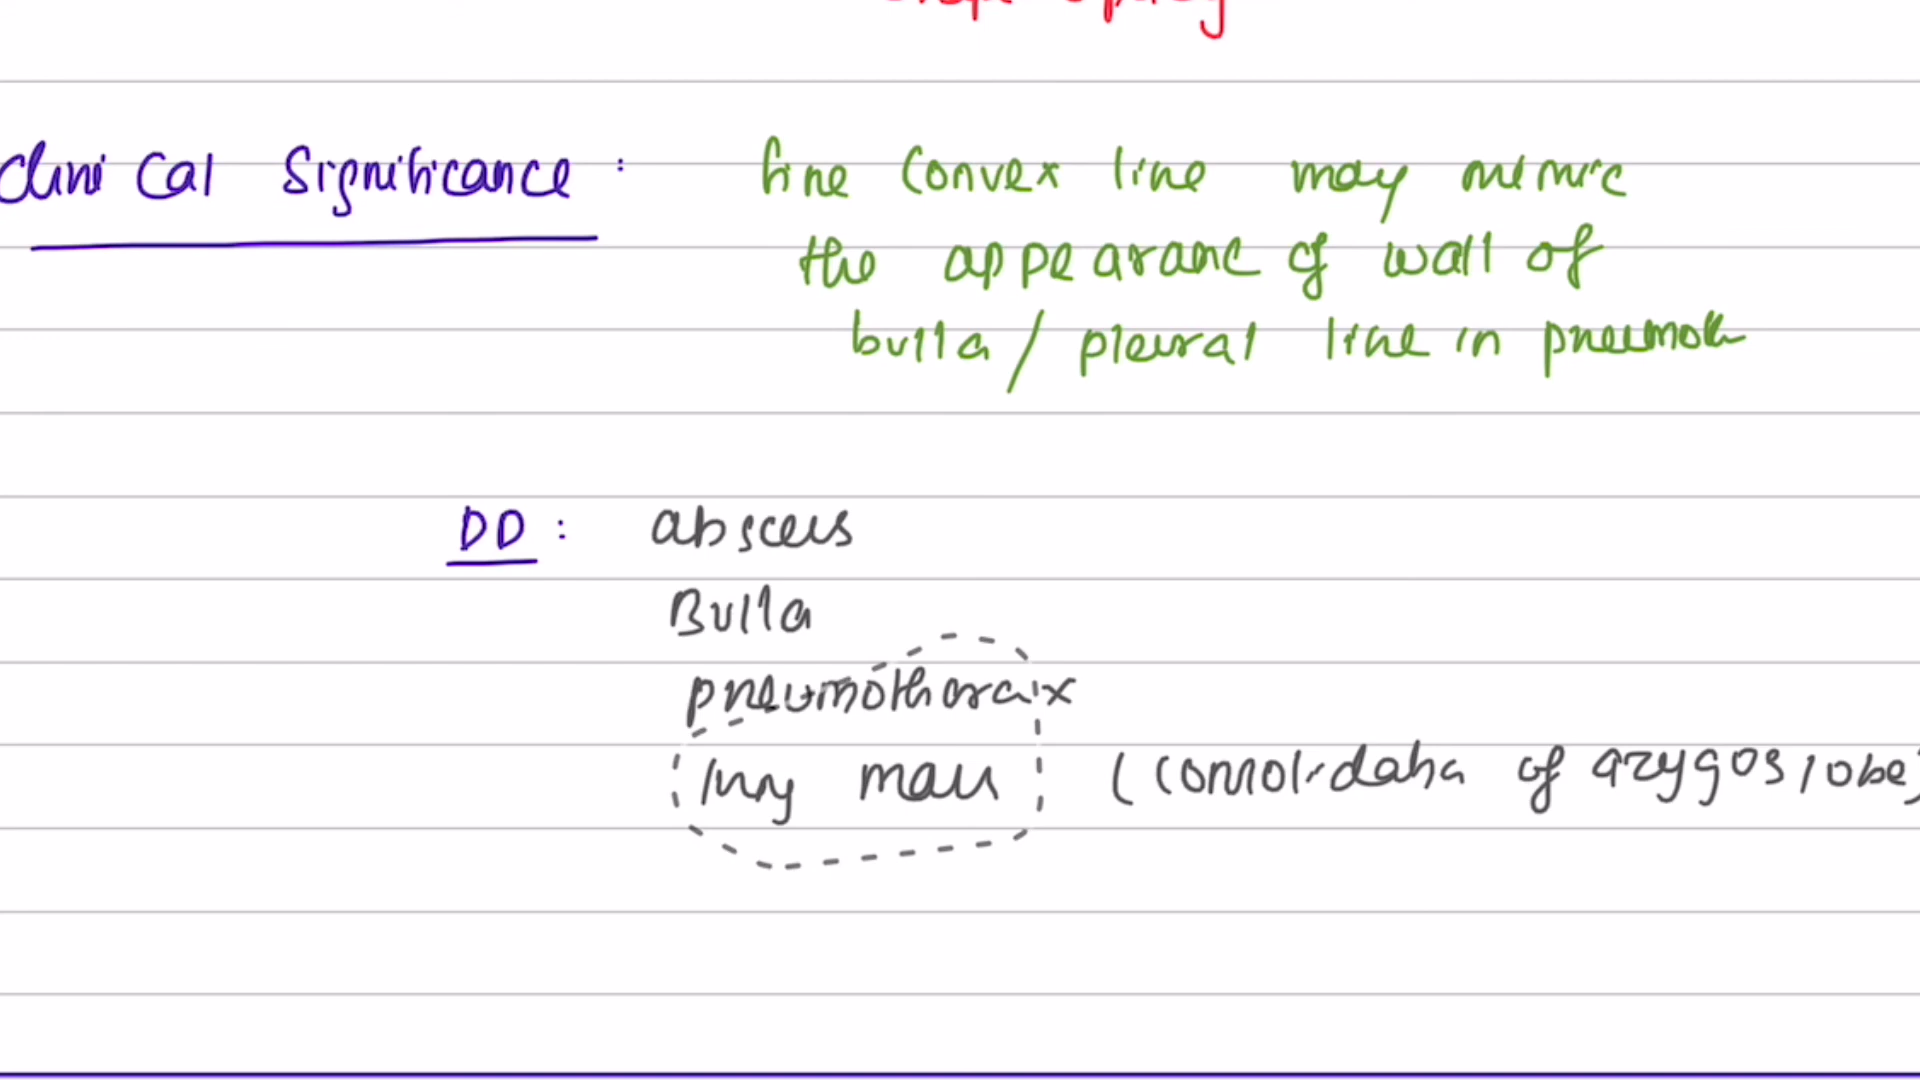 Clinical Significance : fine convex line may mimic
the appearance of wall of
bulla / pleural line in pneumoth
DD : abscess
Bulla
pneumothorax
lung mass (consolidation of azygos lobe)